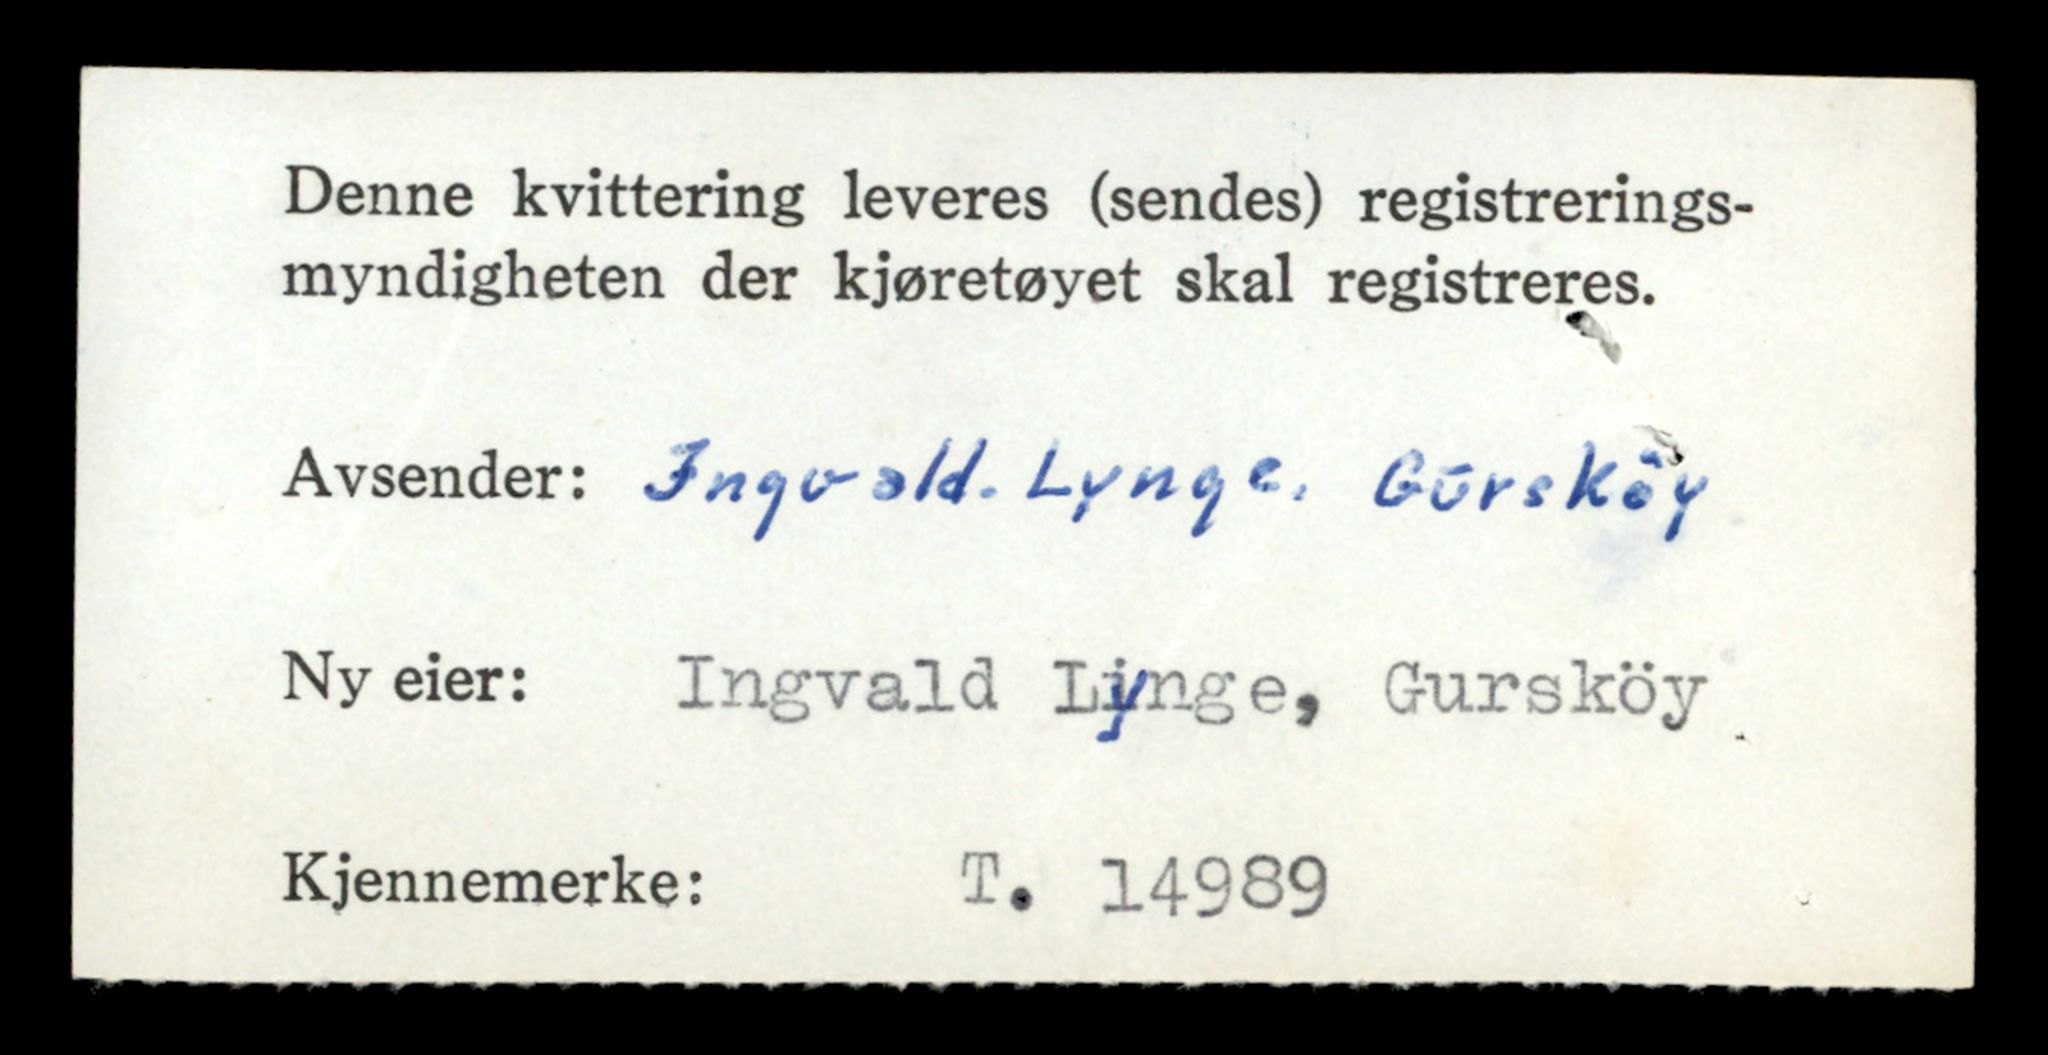 Denne kvittering leveres (sendes) registrerings-
myndigheten der kjøretøyet skal registreres.
Avsender: Ingvald. Lynge. Gūrsköy
Ny eier: Ingvald Lynge, Gursköy
Kjennemerke: T. 14989